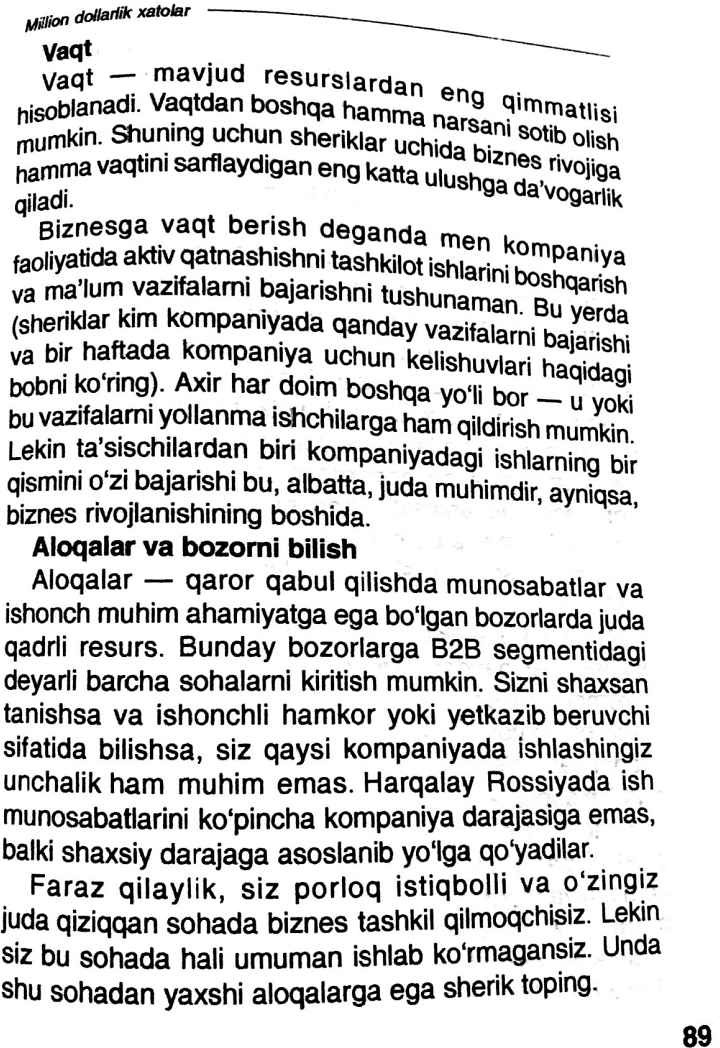 Million dollarlik xatolar
Vaqt
Vaqt — mavjud resurslardan eng qimmatlisi
hisoblanadi. Vaqtdan boshqa hamma narsani sotib olish
mumkin. Shuning uchun sheriklar uchida biznes rivojiga
hamma vaqtini sarflaydigan eng katta ulushga da’vogarlik
qiladi.
Biznesga vaqt berish deganda men kompaniya
faoliyatida aktiv qatnashishni tashkilot ishlarini boshqarish
va ma’lum vazifalarni bajarishni tushunaman. Bu yerda
(sheriklar kim kompaniyada qanday vazifalarni bajarishi
va bir haftada kompaniya uchun kelishuvlari haqidagi
bobni ko‘ring). Axir har doim boshqa yo‘li bor — u yoki
bu vazifalarni yollanma ishchilarga ham qildirish mumkin.
Lekin ta’sischilardan biri kompaniyadagi ishlarning bir
qismini o‘zi bajarishi bu, albatta, juda muhimdir, ayniqsa,
biznes rivojlanishining boshida.
Aloqalar va bozorni bilish
Aloqalar — qaror qabul qilishda munosabatlar va
ishonch muhim ahamiyatga ega bo‘lgan bozorlarda juda
qadrli resurs. Bunday bozorlarga B2B segmentidagi
deyarli barcha sohalarni kiritish mumkin. Sizni shaxsan
tanishsa va ishonchli hamkor yoki yetkazib beruvchi
sifatida bilishsa, siz qaysi kompaniyada ishlashingiz
unchalik ham muhim emas. Harqalay Rossiyada ish
munosabatlarini ko‘pincha kompaniya darajasiga emas,
balki shaxsiy darajaga asoslanib yo‘lga qo‘yadilar.
Faraz qilaylik, siz porloq istiqbolli va o‘zingiz
juda qiziqqan sohada biznes tashkil qilmoqchisiz. Lekin
siz bu sohada hali umuman ishlab ko‘rmagansiz. Unda
shu sohadan yaxshi aloqalarga ega sherik toping.
89